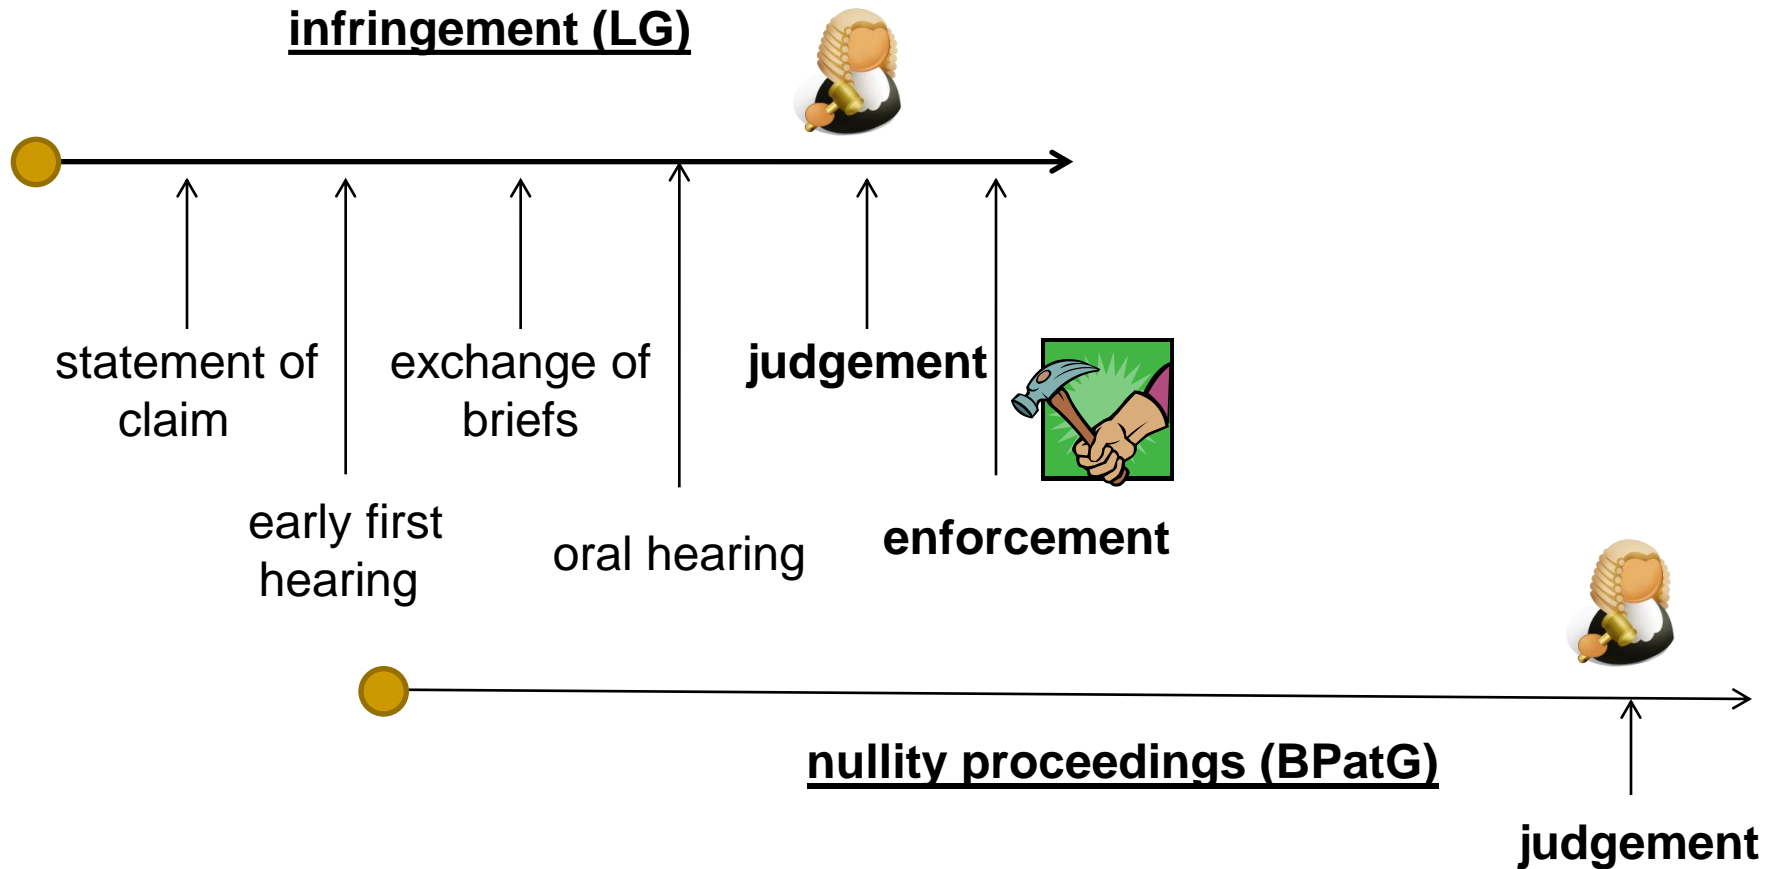 infringement (LG)
statement of
claim
exchange of
briefs
judgement
early first
hearing
oral hearing
enforcement
nullity proceedings (BPatG)
judgement